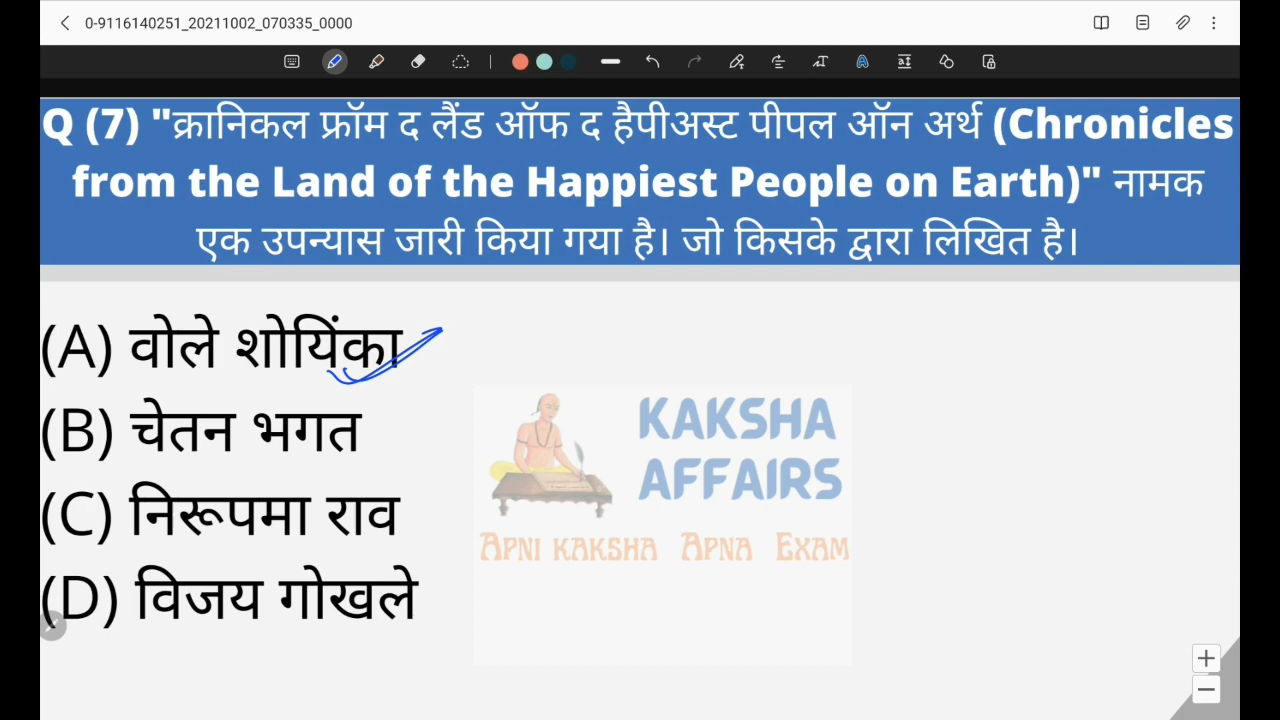 0-9116140251_20211002_070335_0000
Q (7) "क्रानिकल फ्रॉम द लैंड ऑफ द हैपीअस्ट पीपल ऑन अर्थ (Chronicles
from the Land of the Happiest People on Earth)" नामक
एक उपन्यास जारी किया गया है। जो किसके द्वारा लिखित है।
(A) वोले शोयिंका
(B) चेतन भगत
(C) निरूपमा राव
(D) विजय गोखले
KAKSHA
AFFAIRS
APNI KAKSHA APNA EXAM